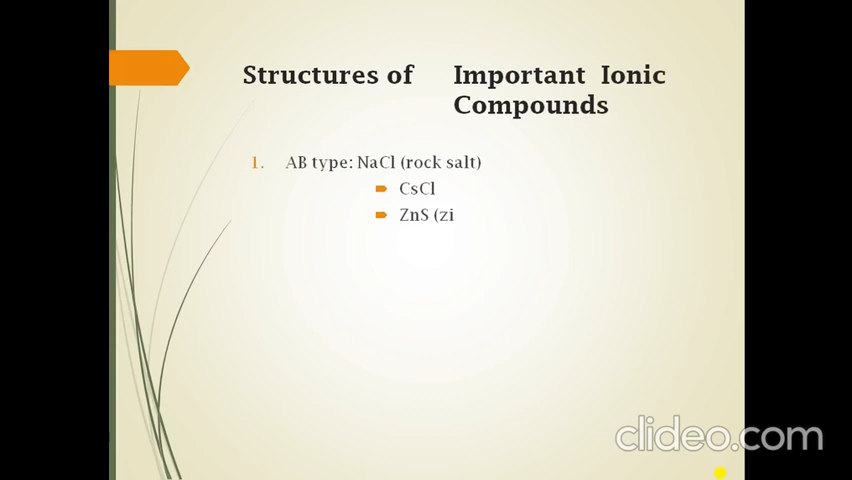 Structures of Important Ionic
Compounds
1. AB type: NaCl (rock salt)
CsCl
ZnS (zi
clideo.com